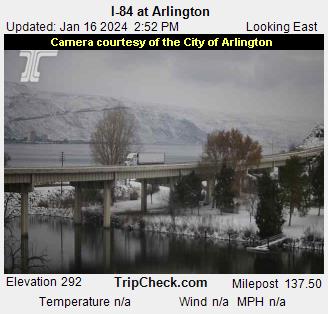 I-84 at Arlington
Updated: Jan 16 2024 2:52 PM Looking East
Camera courtesy of the City of Arlington
Elevation 292 TripCheck.com Milepost 137.50
Temperature n/a Wind n/a MPH n/a